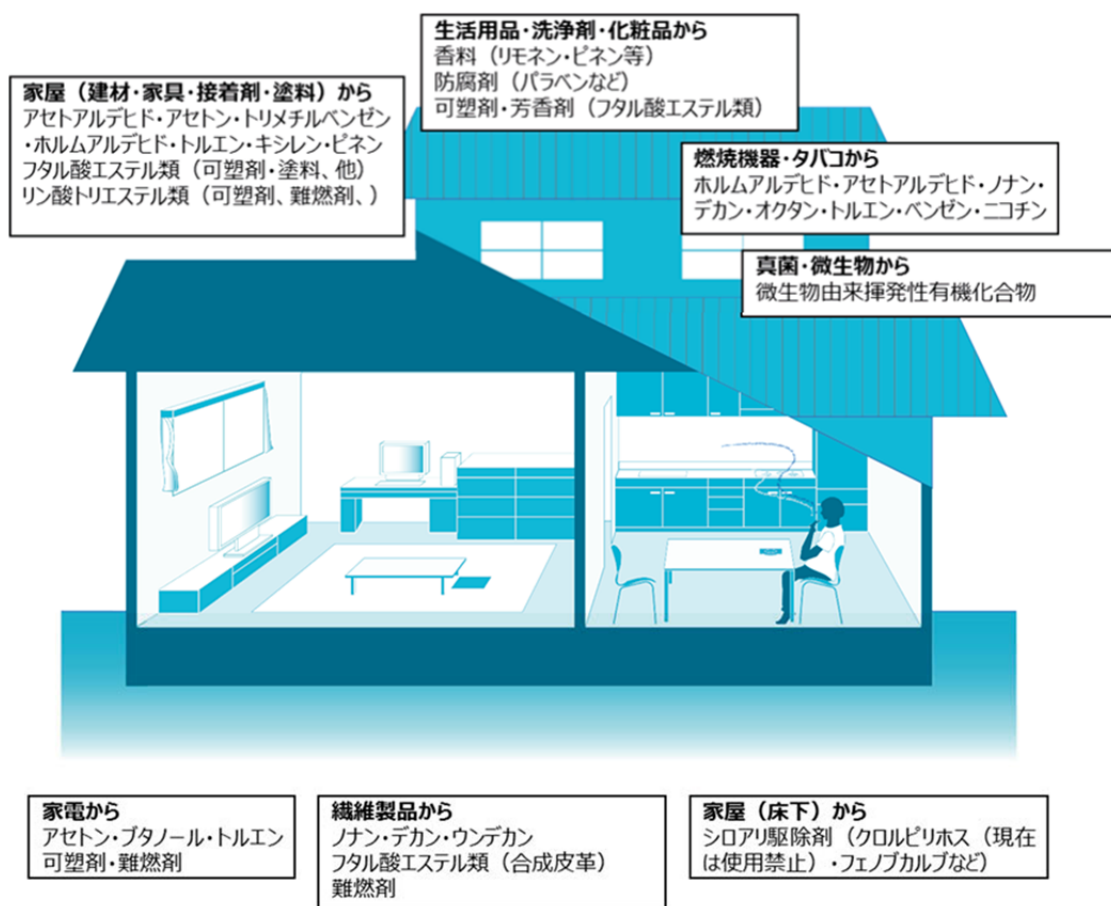 生活用品・洗浄剤・化粧品から
香料（リモネン・ピネン等）
防腐剤（パラベンなど）
可塑剤・芳香剤（フタル酸エステル類）
家屋（建材・家具・接着剤・塗料）から
アセトアルデヒド・アセトン・トリメチルベンゼン
・ホルムアルデヒド・トルエン・キシレン・ピネン
フタル酸エステル類（可塑剤・塗料、他）
リン酸トリエステル類（可塑剤、難燃剤、）
燃焼機器・タバコから
ホルムアルデヒド・アセトアルデヒド・ノナン・
デカン・オクタン・トルエン・ベンゼン・ニコチン
真菌・微生物から
微生物由来揮発性有機化合物
家電から
アセトン・ブタノール・トルエン
可塑剤・難燃剤
繊維製品から
ノナン・デカン・ウンデカン
フタル酸エステル類（合成皮革）
難燃剤
家屋（床下）から
シロアリ駆除剤（クロルピリホス（現在
は使用禁止）・フェノブカルブなど）